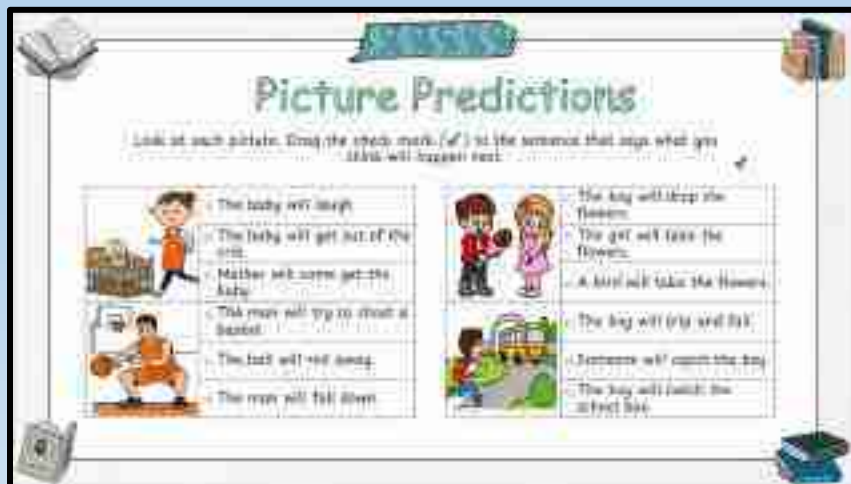 Picture Predictions
Look at each picture. Drag the check mark (✓) to the sentence that says what you
think will happen next.
The baby will laugh
The baby will get out of the
crib.
Mother will come get the
baby
The man will try to shoot a
basket
The ball will roll away.
The man will fall down
The boy will drop the
flowers.
The girl will take the
flowers.
A bird will take the flowers.
The boy will trip and fall
Someone will catch the boy
The boy will catch the
school bus